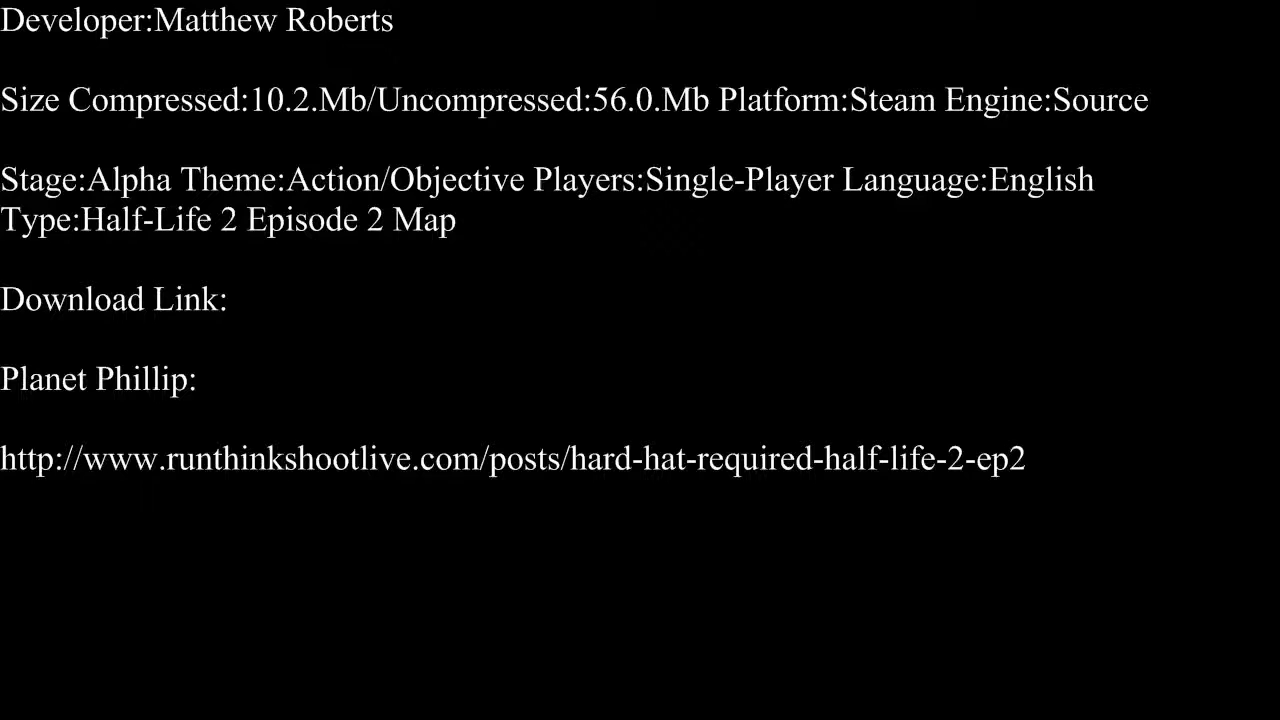 Developer:Matthew Roberts
Size Compressed:10.2.Mb/Uncompressed:56.0.Mb Platform:Steam Engine:Source
Stage:Alpha Theme:Action/Objective Players:Single-Player Language:English
Type:Half-Life 2 Episode 2 Map
Download Link:
Planet Phillip:
http://www.runthinkshootlive.com/posts/hard-hat-required-half-life-2-ep2